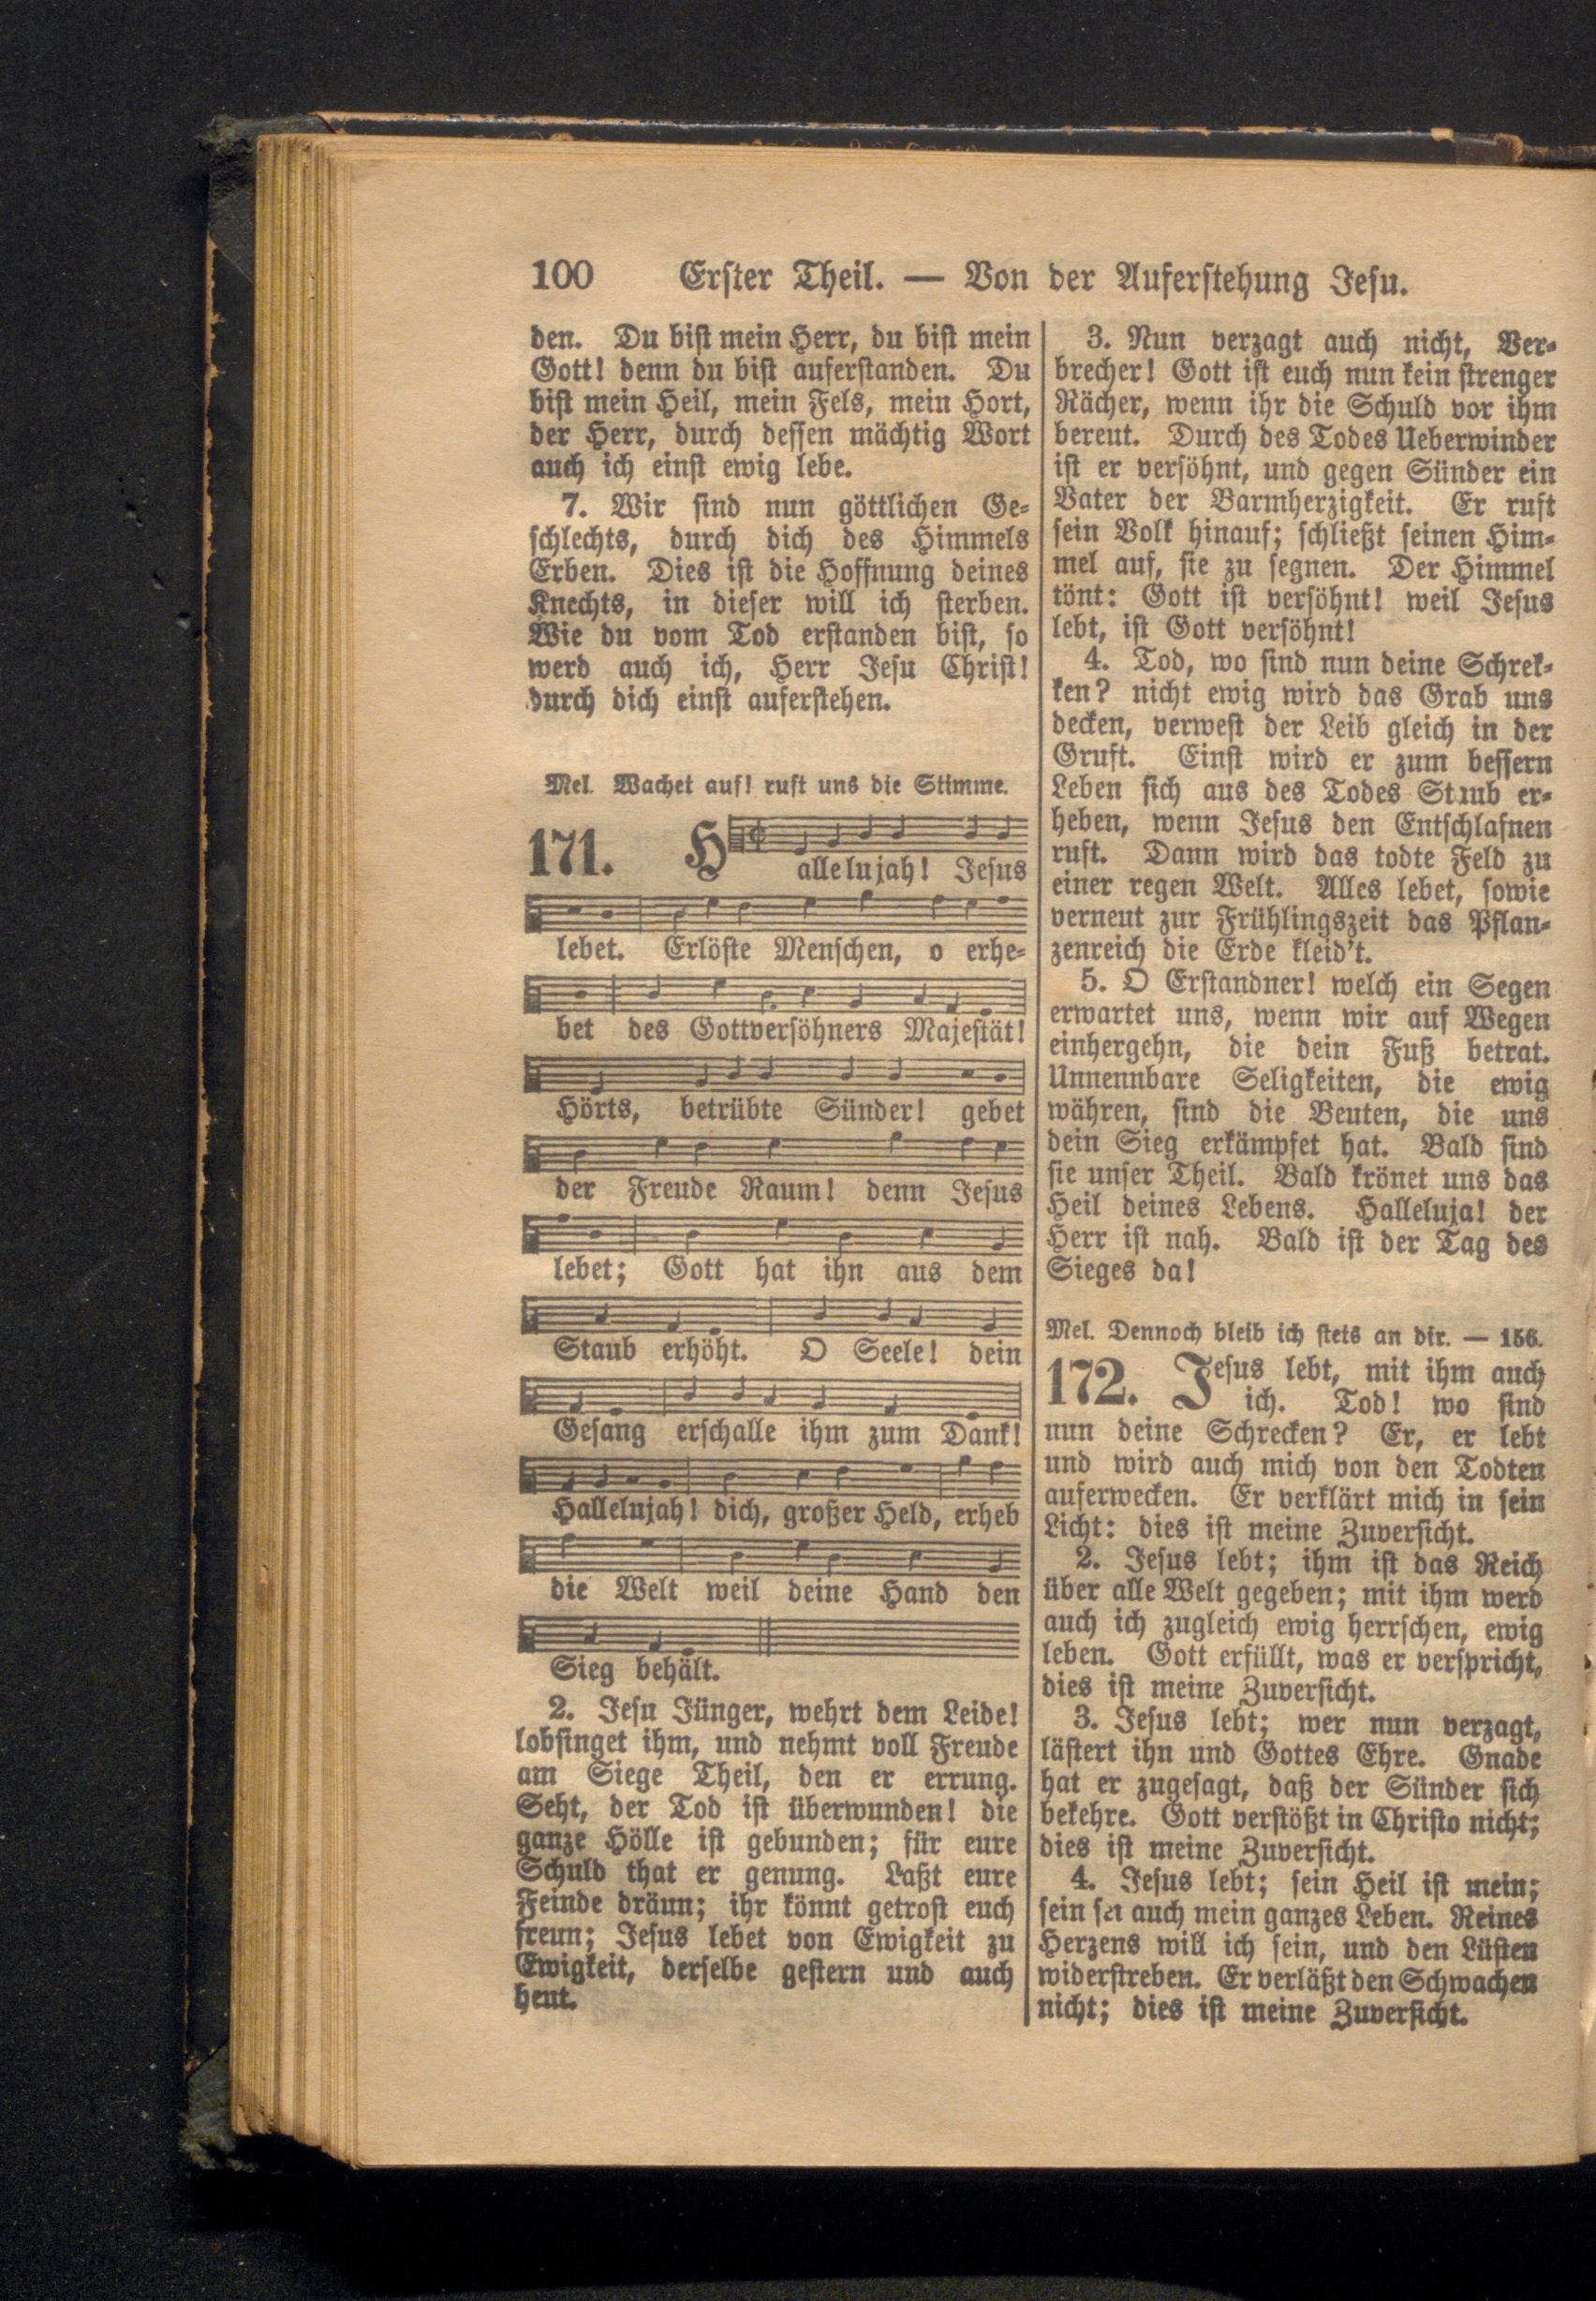 100 Erster Theil. — Von der Auferstehung Jesu.
den. Du bist mein Herr, du bist mein
Gott! denn du bist auferstanden. Du
bist mein Heil, mein Fels, mein Hort,
der Herr, durch dessen mächtig Wort
auch ich einst ewig lebe.
7. Wir sind nun göttlichen Ge-
schlechts, durch dich des Himmels
Erben. Dies ist die Hoffnung deines
Knechts, in dieser will ich sterben.
Wie du vom Tod erstanden bist, so
werd auch ich, Herr Jesu Christ!
durch dich einst auferstehen.
Mel. Wachet auf! ruft uns die Stimme.
171. Hallelujah! Jesus
lebet. Erlöste Menschen, o erhe-
bet des Gottversöhners Majestät!
Hörts, betrübte Sünder! gebet
der Freude Raum! denn Jesus
lebet; Gott hat ihn aus dem
Staub erhöht. O Seele! dein
Gesang erschalle ihm zum Dank!
Hallelujah! dich, großer Held, erheb
die Welt weil deine Hand den
Sieg behält.
2. Jesu Jünger, wehrt dem Leide!
lobsinget ihm, und nehmt voll Freude
am Siege Theil, den er errung.
Seht, der Tod ist überwunden! die
ganze Hölle ist gebunden; für eure
Schuld that er genung. Laßt eure
Feinde dräun; ihr könnt getrost euch
freun; Jesus lebet von Ewigkeit zu
Ewigkeit, derselbe gestern und auch
heut.
3. Nun verzagt auch nicht, Ver-
brecher! Gott ist euch nun kein strenger
Rächer, wenn ihr die Schuld vor ihm
bereut. Durch des Todes Ueberwinder
ist er versöhnt, und gegen Sünder ein
Vater der Barmherzigkeit. Er ruft
sein Volk hinauf; schließt seinen Him-
mel auf, sie zu segnen. Der Himmel
tönt: Gott ist versöhnt! weil Jesus
lebt, ist Gott versöhnt!
4. Tod, wo sind nun deine Schrek-
ken? nicht ewig wird das Grab uns
decken, verwest der Leib gleich in der
Gruft. Einst wird er zum bessern
Leben sich aus des Todes Staub er-
heben, wenn Jesus den Entschlafnen
ruft. Dann wird das todte Feld zu
einer regen Welt. Alles lebet, sowie
verneut zur Frühlingszeit das Pflan-
zenreich die Erde kleid't.
5. O Erstandner! welch ein Segen
erwartet uns, wenn wir auf Wegen
einhergehn, die dein Fuß betrat.
Unnennbare Seligkeiten, die ewig
währen, sind die Beuten, die uns
dein Sieg erkämpfet hat. Bald sind
sie unser Theil. Bald krönet uns das
Heil deines Lebens. Halleluja! der
Herr ist nah. Bald ist der Tag des
Sieges da!
Mel. Dennoch bleib ich stets an dir. — 156.
172. Jesus lebt, mit ihm auch
ich. Tod! wo sind
nun deine Schrecken? Er, er lebt
und wird auch mich von den Todten
auferwecken. Er verklärt mich in sein
Licht: dies ist meine Zuversicht.
2. Jesus lebt; ihm ist das Reich
über alle Welt gegeben; mit ihm werd
auch ich zugleich ewig herrschen, ewig
leben. Gott erfüllt, was er verspricht,
dies ist meine Zuversicht.
3. Jesus lebt; wer nun verzagt,
lästert ihn und Gottes Ehre. Gnade
hat er zugesagt, daß der Sünder sich
bekehre. Gott verstößt in Christo nicht;
dies ist meine Zuversicht.
4. Jesus lebt; sein Heil ist mein;
sein sei auch mein ganzes Leben. Reines
Herzens will ich sein, und den Lüsten
widerstreben. Er verläßt den Schwachen
nicht; dies ist meine Zuversicht.